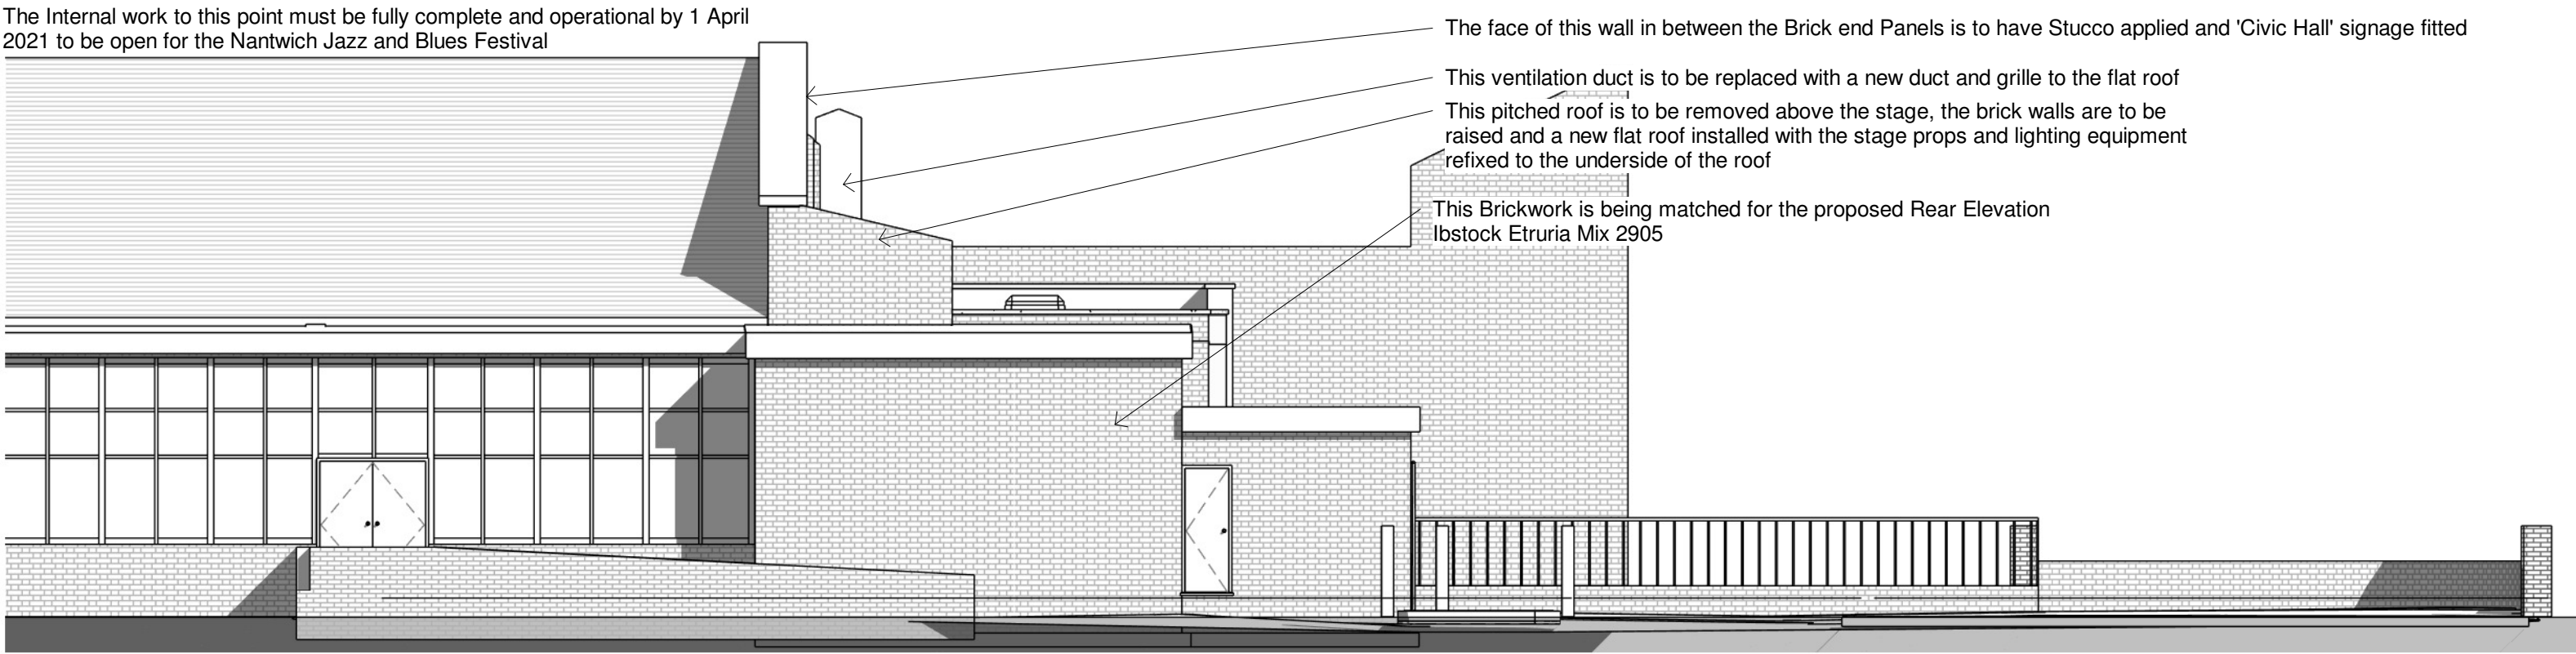 The Internal work to this point must be fully complete and operational by 1 April
2021 to be open for the Nantwich Jazz and Blues Festival
The face of this wall in between the Brick end Panels is to have Stucco applied and 'Civic Hall' signage fitted
This ventilation duct is to be replaced with a new duct and grille to the flat roof
This pitched roof is to be removed above the stage, the brick walls are to be
raised and a new flat roof installed with the stage props and lighting equipment
refixed to the underside of the roof
This Brickwork is being matched for the proposed Rear Elevation
Ibstock Etruria Mix 2905